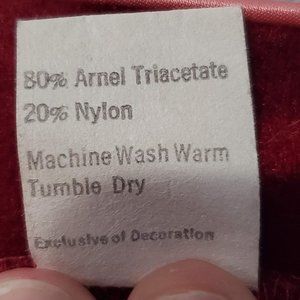 80% Arnel Triacetate
20% Nylon
Machine Wash Warm
Tumble Dry
Exclusive of Decoration